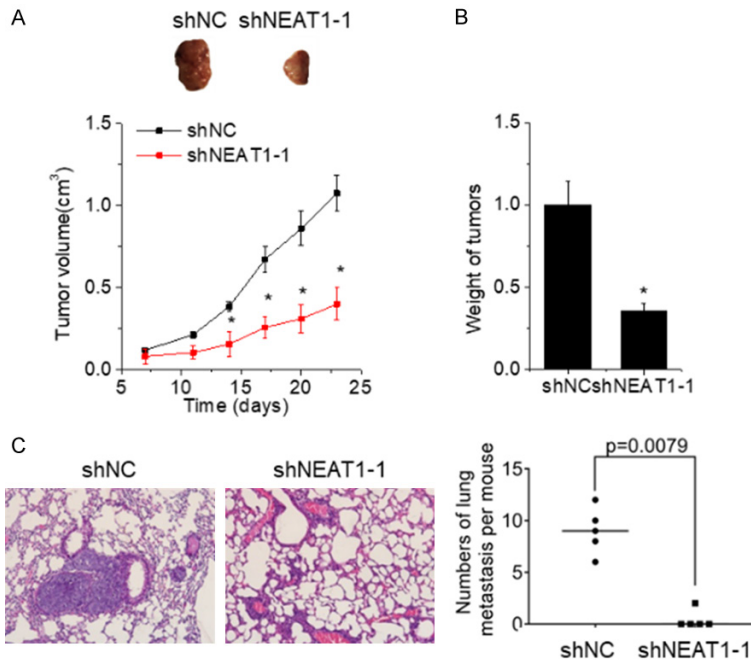 A
shNC shNEAT1-1
1.5
1.0
0.5
0.0
Tumor volume(cm3)
shNC
shNEAT1-1
*
*
*
*
5 10 15 20 25
Time (days)
B
1.5
1.0
0.5
0.0
Weight of tumors
*
shNCshNEAT1-1
C
shNC shNEAT1-1
p=0.0079
15
10
5
0
Numbers of lung
metastasis per mouse
shNC shNEAT1-1